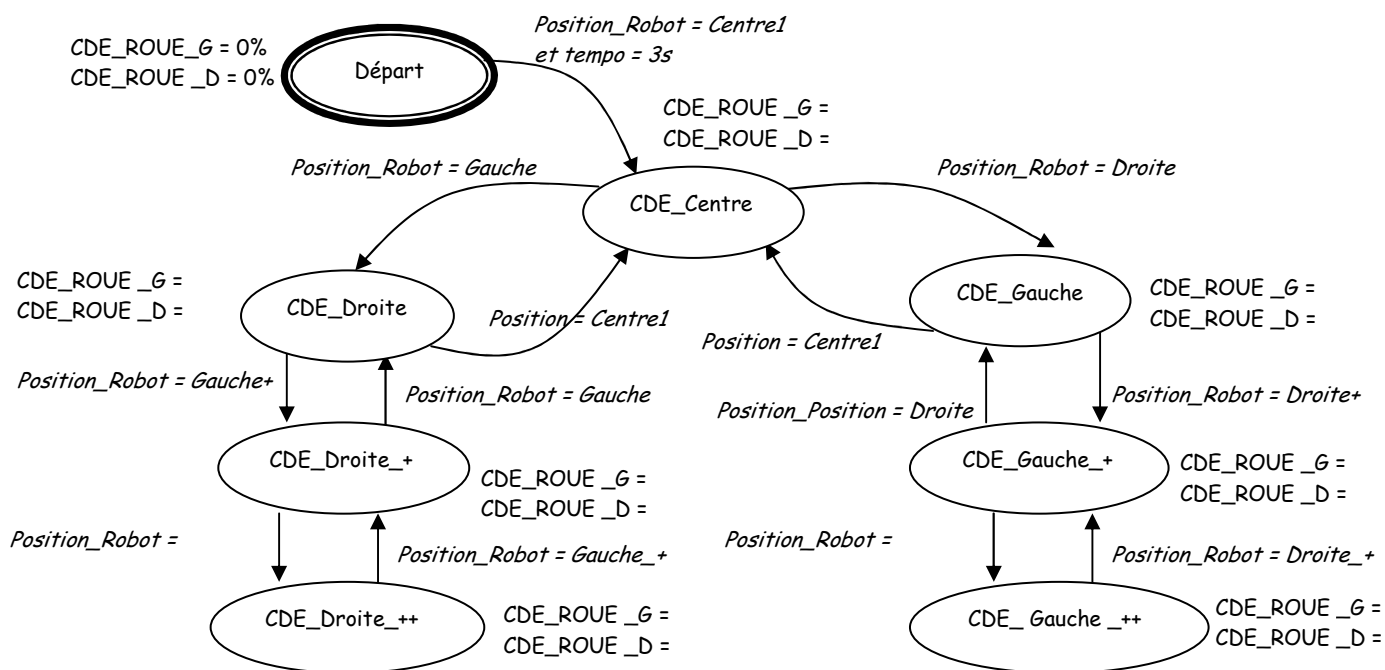 Position_Robot = Centre1
et tempo = 3s
CDE_ROUE_G = 0%
CDE_ROUE _D = 0%
Départ
CDE_ROUE _G =
CDE_ROUE _D =
Position_Robot = Gauche
Position_Robot = Droite
CDE_Centre
CDE_ROUE _G =
CDE_ROUE _D =
CDE_Droite
CDE_Gauche
CDE_ROUE _G =
CDE_ROUE _D =
Position = Centre1
Position = Centre1
Position_Robot = Gauche+
Position_Robot = Gauche
Position_Position = Droite
Position_Robot = Droite+
CDE_Droite_+
CDE_ROUE _G =
CDE_ROUE _D =
CDE_Gauche_+
CDE_ROUE _G =
CDE_ROUE _D =
Position_Robot =
Position_Robot = Gauche_+
Position_Robot =
Position_Robot = Droite_+
CDE_Droite_++
CDE_ROUE _G =
CDE_ROUE _D =
CDE_ Gauche _++
CDE_ROUE _G =
CDE_ROUE _D =